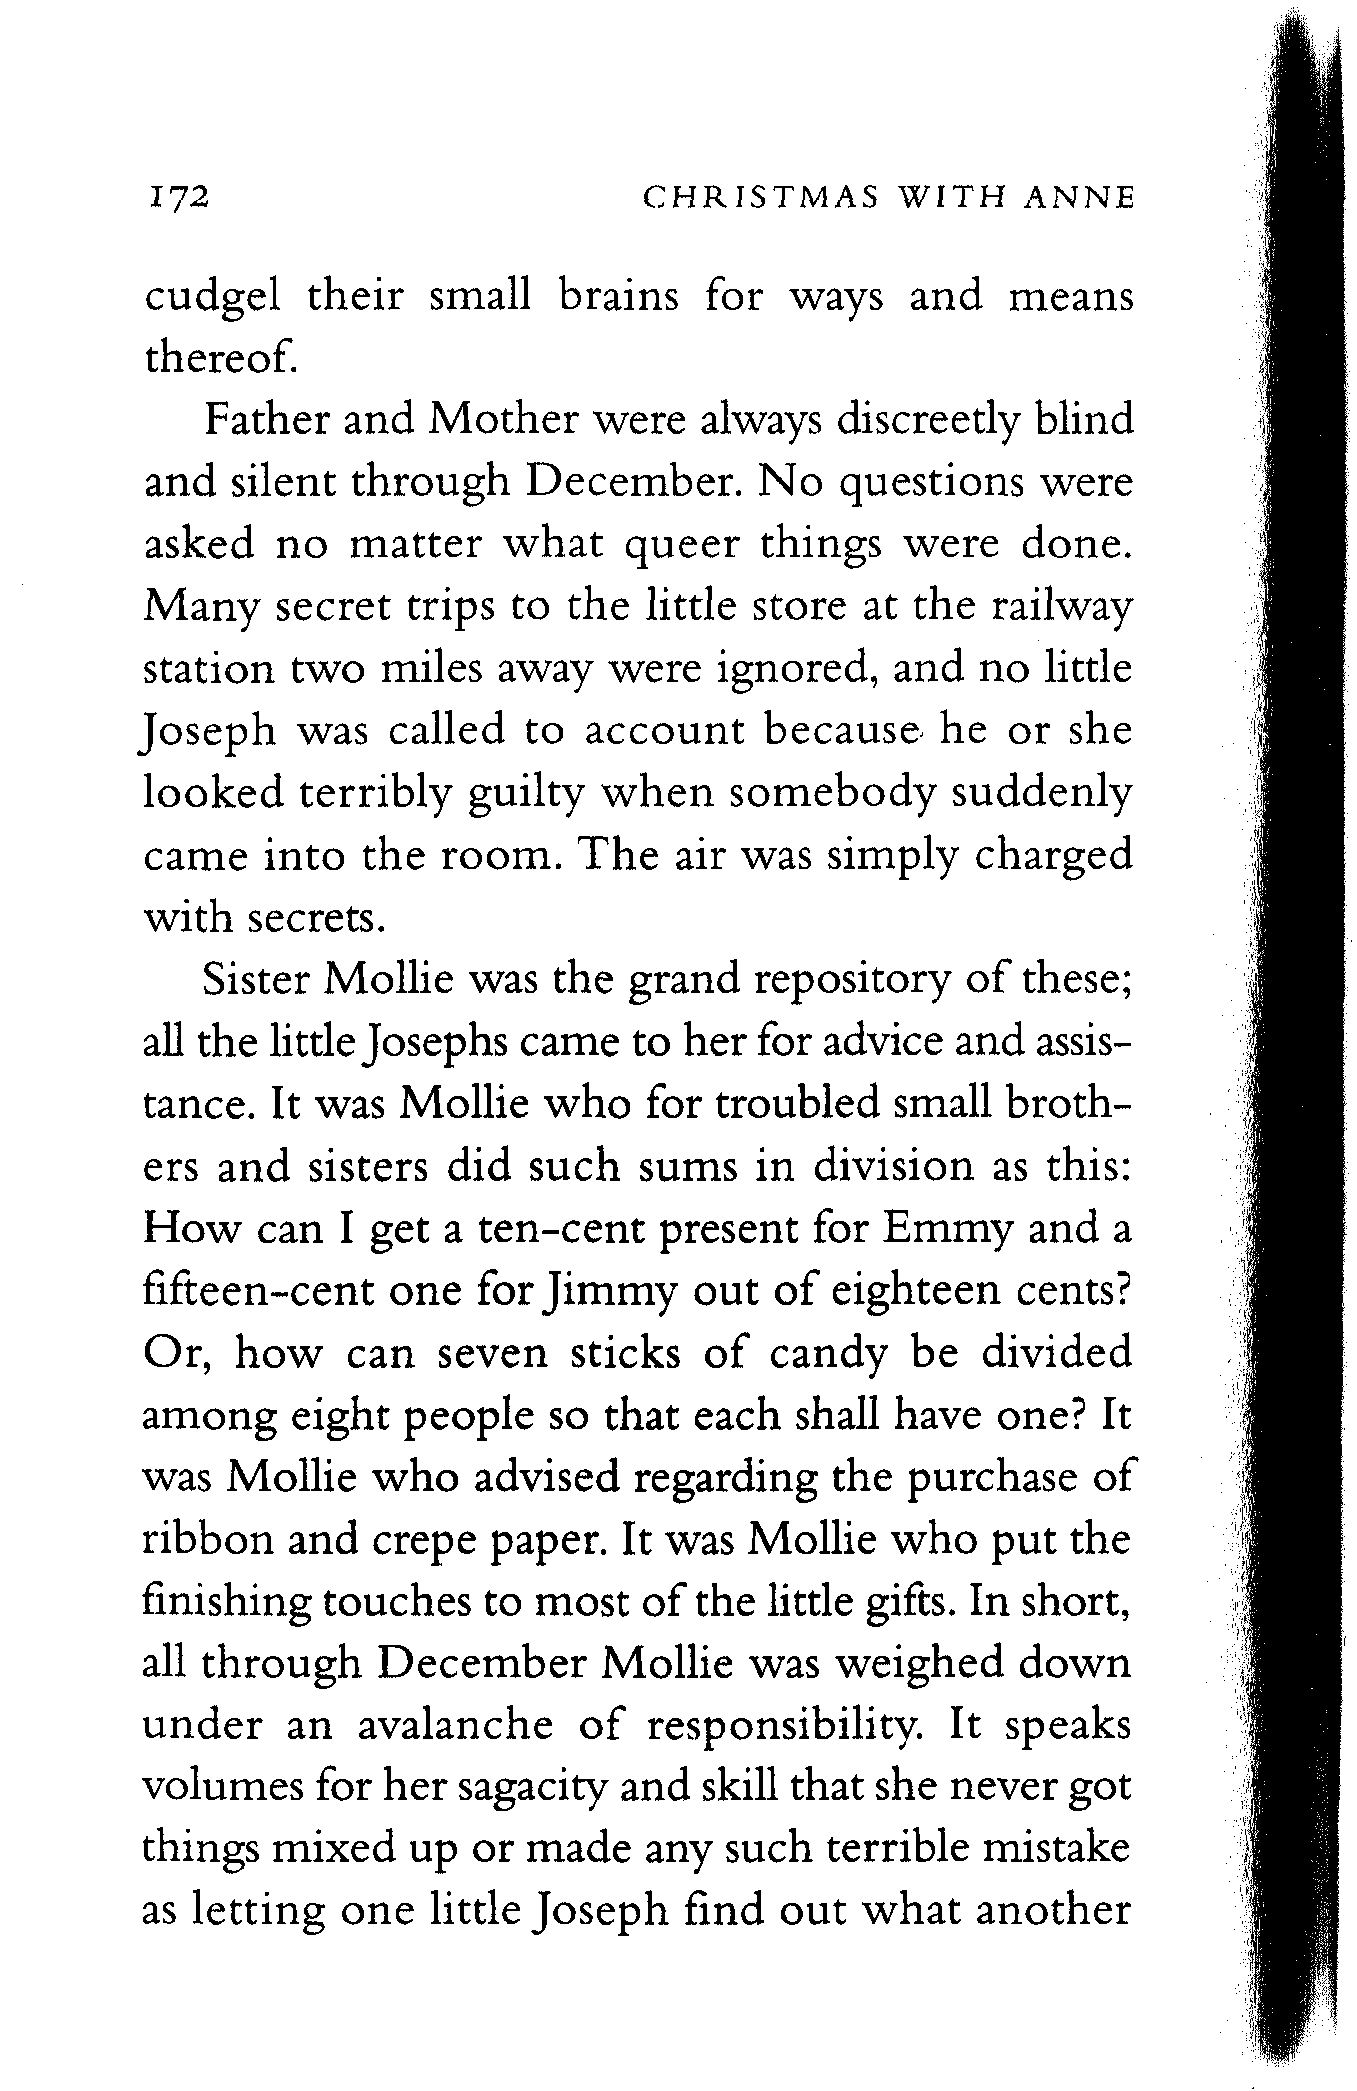 172 CHRISTMAS WITH ANNE
cudgel their small brains for ways and means
thereof.
Father and Mother were always discreetly blind
and silent through December. No questions were
asked no matter what queer things were done.
Many secret trips to the little store at the railway
station two miles away were ignored, and no little
Joseph was called to account because he or she
looked terribly guilty when somebody suddenly
came into the room. The air was simply charged
with secrets.
Sister Mollie was the grand repository of these;
all the little Josephs came to her for advice and assis-
tance. It was Mollie who for troubled small broth-
ers and sisters did such sums in division as this:
How can I get a ten-cent present for Emmy and a
fifteen-cent one for Jimmy out of eighteen cents?
Or, how can seven sticks of candy be divided
among eight people so that each shall have one? It
was Mollie who advised regarding the purchase of
ribbon and crepe paper. It was Mollie who put the
finishing touches to most of the little gifts. In short,
all through December Mollie was weighed down
under an avalanche of responsibility. It speaks
volumes for her sagacity and skill that she never got
things mixed up or made any such terrible mistake
as letting one little Joseph find out what another